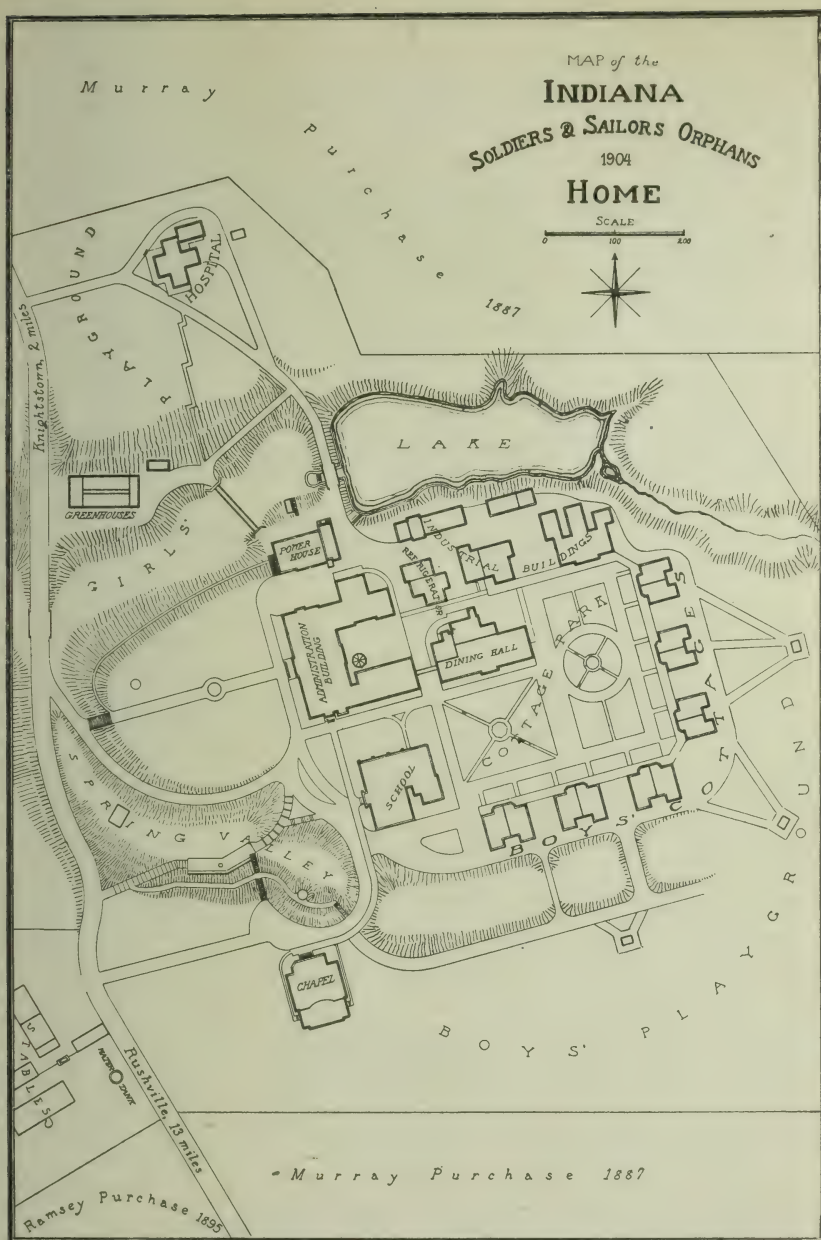 MAP of the
INDIANA
SOLDIERS & SAILORS ORPHANS
1904
HOME
SCALE
0 100 200
Murray Purchase 1887
HOSPITAL
GIRLS' PLAYGROUND
Knightstown, 2 miles
LAKE
GREENHOUSES
POWER HOUSE
INDUSTRIAL BUILDINGS
REFRIGERATOR
ADMINISTRATION
BUILDING
DINING HALL
COTTAGE PARK
SCHOOL
BOYS' COTTAGES
SPRING VALLEY
CHAPEL
BOYS' PLAYGROUND
STABLES
WATER TANK
Rushville, 13 miles
Murray Purchase 1887
Ramsey Purchase 1895